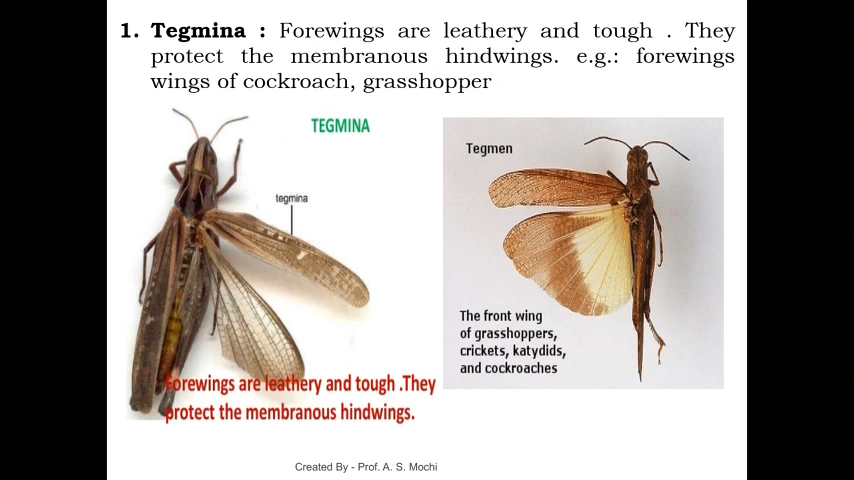 1. Tegmina : Forewings are leathery and tough . They
protect the membranous hindwings. e.g.: forewings
wings of cockroach, grasshopper
TEGMINA
tegmina
Forewings are leathery and tough .They
protect the membranous hindwings.
Tegmen
The front wing
of grasshoppers,
crickets, katydids,
and cockroaches
Created By - Prof. A. S. Mochi